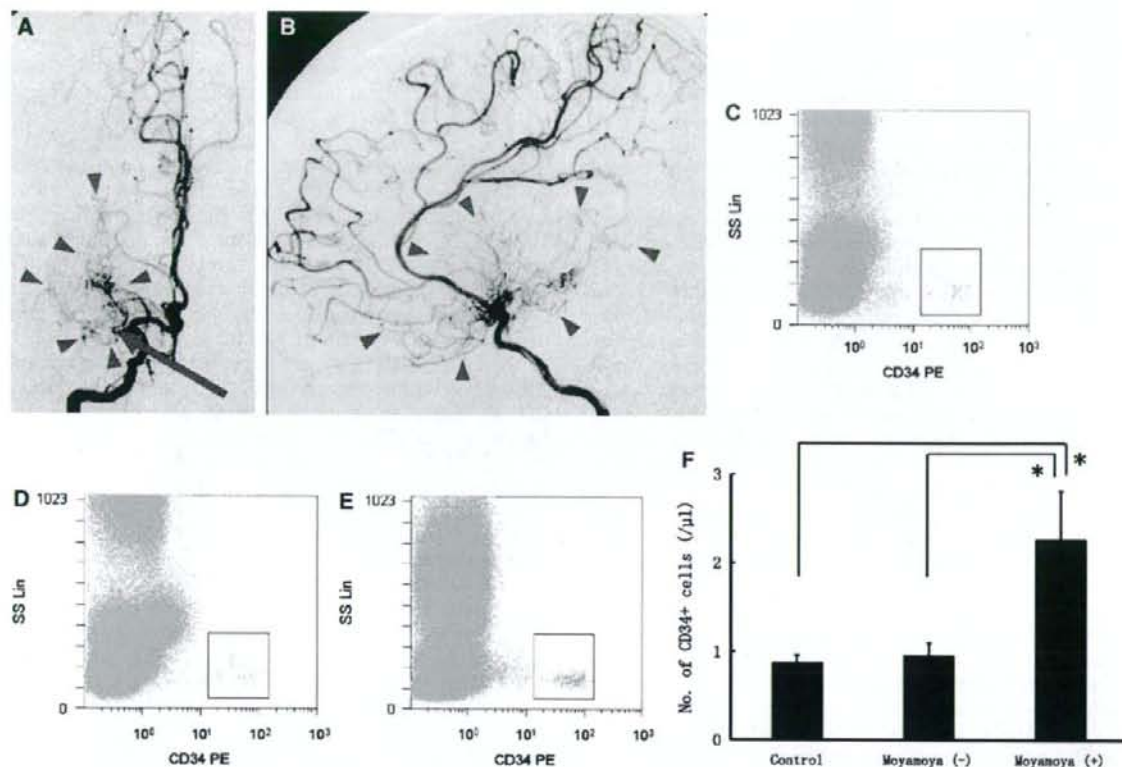 A
B
C
1023
SS Lin
0
10⁰ 10¹ 10² 10³
CD34 PE
D
1023
SS Lin
0
10⁰ 10¹ 10² 10³
CD34 PE
E
1023
SS Lin
0
10⁰ 10¹ 10² 10³
CD34 PE
F
No. of CD34+ cells (/μl)
3
2
1
0
* *
Control Moyamoya (-) Moyamoya (+)